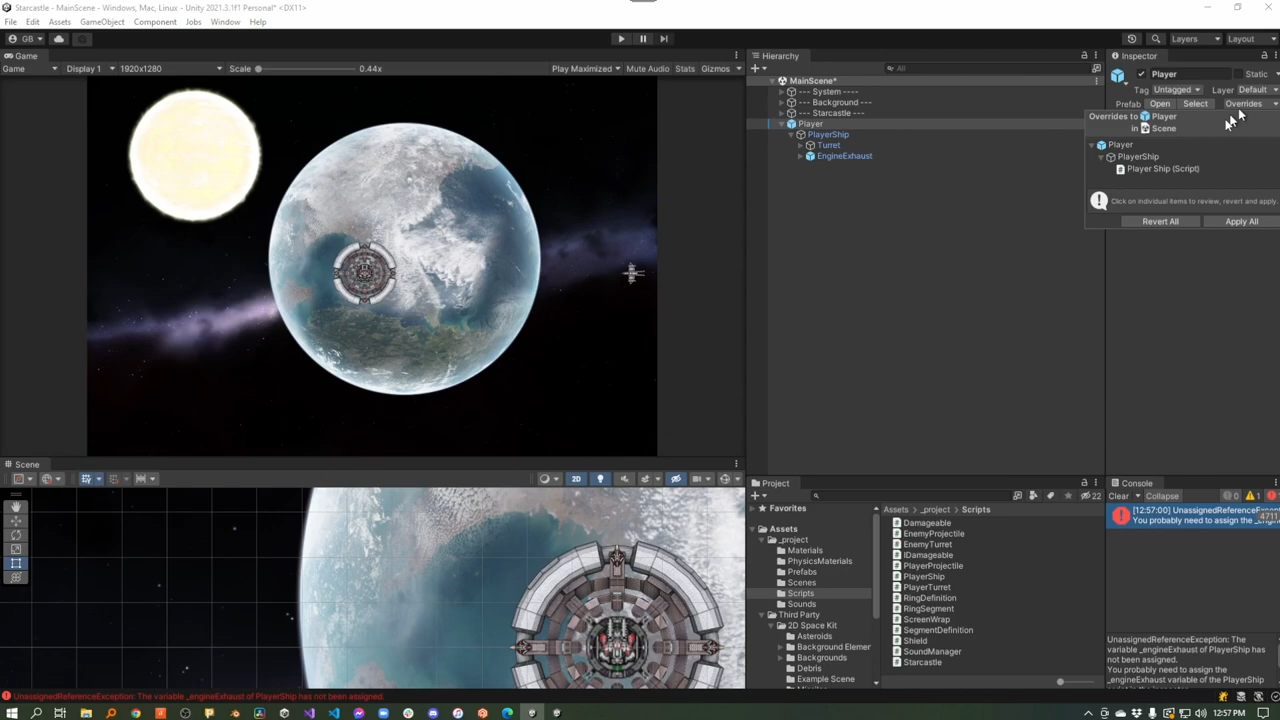 Starcastle - MainScene - Windows, Mac, Linux - Unity 2021.3.1f1 Personal* <DX11>
File Edit Assets GameObject Component Jobs Window Help
GB
Layers Layout
Game
Game Display 1 1920x1280 Scale 0.44x Play Maximized Mute Audio Stats Gizmos
Hierarchy
All
MainScene*
--- System ----
--- Background ---
--- Starcastle ---
Player
PlayerShip
Turret
EngineExhaust
Inspector
Player Static
Tag Untagged Layer Default
Prefab Open Select Overrides
Overrides to Player
in Scene
Player
PlayerShip
Player Ship (Script)
Click on individual items to review, revert and apply.
Revert All Apply All
Scene
2D
Project
22
Favorites
Assets
_project
Materials
PhysicsMaterials
Prefabs
Scenes
Scripts
Sounds
Third Party
2D Space Kit
Asteroids
Background Elemer
Backgrounds
Debris
Example Scene
Assets > _project > Scripts
Damageable
EnemyProjectile
EnemyTurret
IDamageable
PlayerProjectile
PlayerShip
PlayerTurret
RingDefinition
RingSegment
ScreenWrap
SegmentDefinition
Shield
SoundManager
Starcastle
Console
Clear Collapse 0 1
[12:57:00] UnassignedReferenceExcep
You probably need to assign the _engine
4711
UnassignedReferenceException: The
variable _engineExhaust of PlayerShip has
not been assigned.
You probably need to assign the
_engineExhaust variable of the PlayerShip
UnassignedReferenceException: The variable _engineExhaust of PlayerShip has not been assigned.
12:57 PM